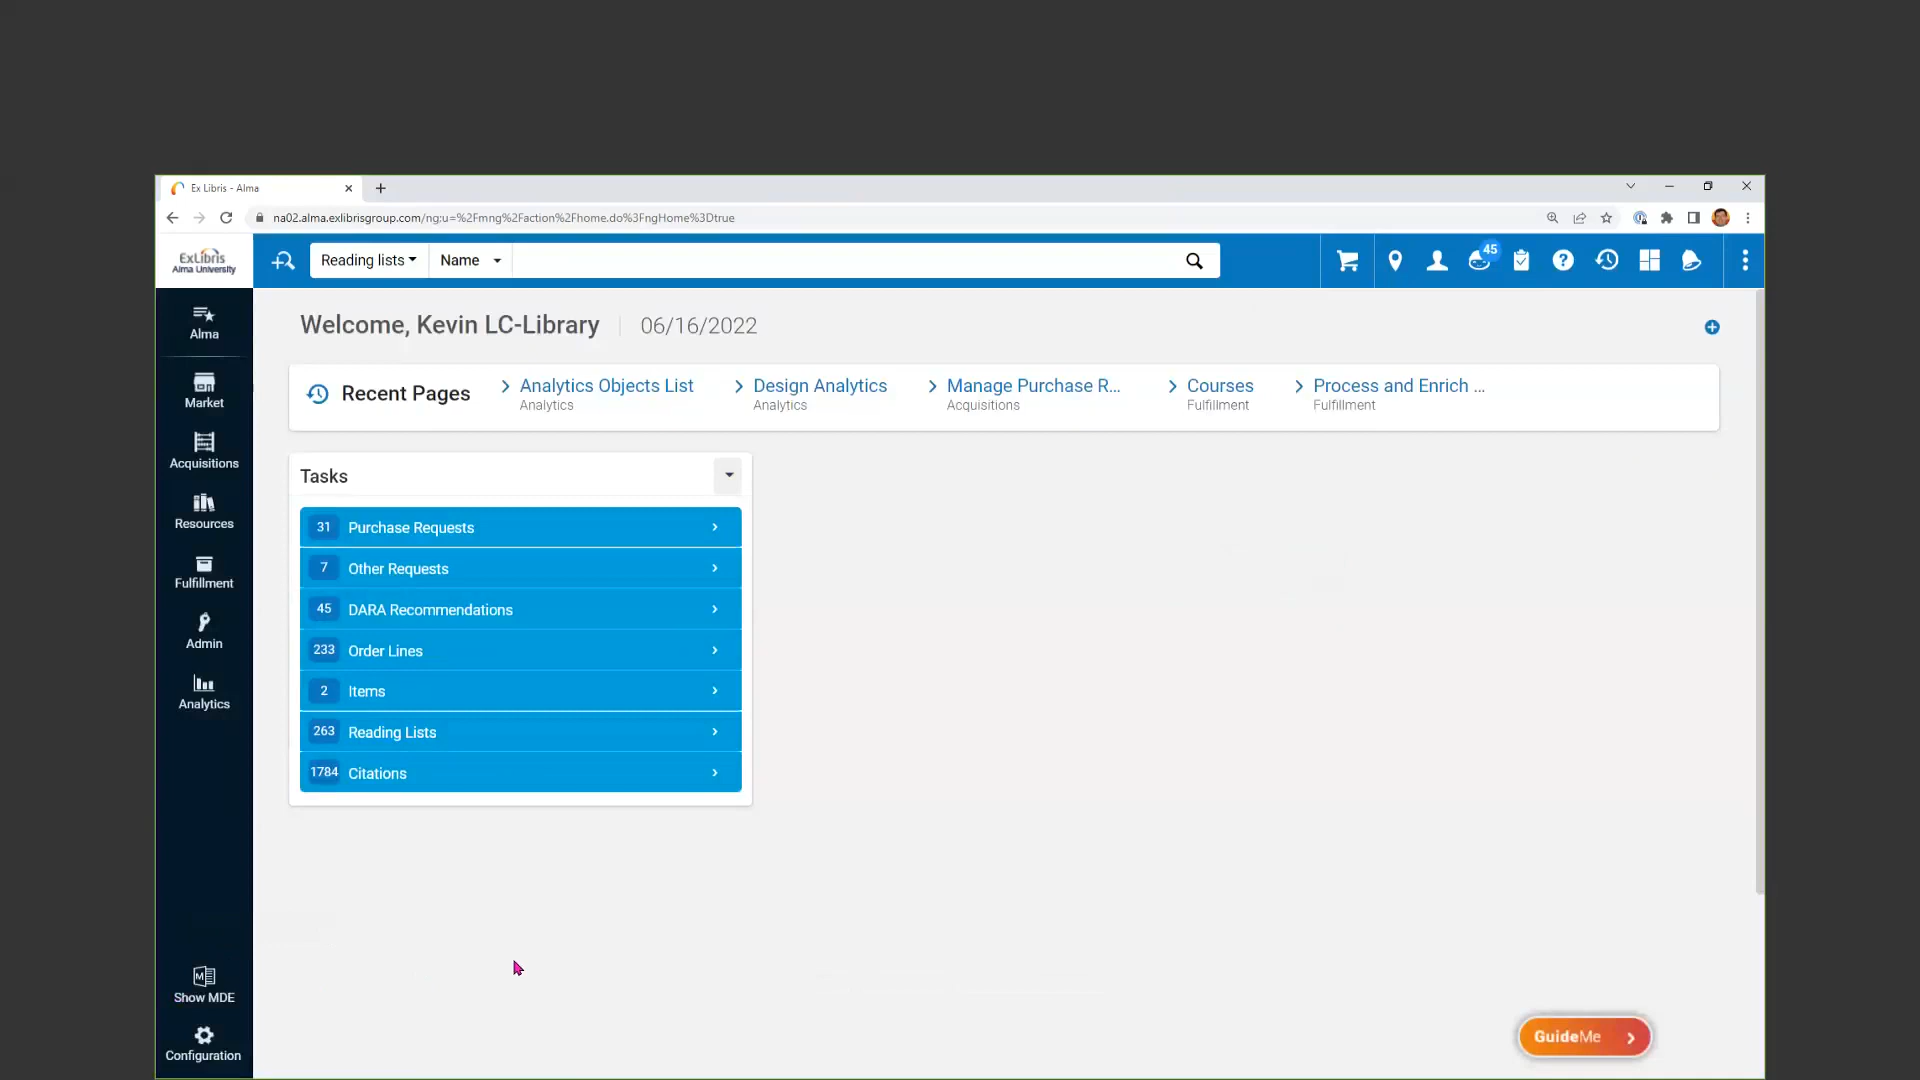 Ex Libris - Alma
na02.alma.exlibrisgroup.com/ng;u=%2Fmng%2Faction%2Fhome.do%3FngHome%3Dtrue
ExLibris
Alma University
Reading lists
Name
45
Welcome, Kevin LC-Library
06/16/2022
Recent Pages
Analytics Objects List
Analytics
Design Analytics
Analytics
Manage Purchase R...
Acquisitions
Courses
Fulfillment
Process and Enrich ...
Fulfillment
Alma
Market
Acquisitions
Resources
Fulfillment
Admin
Analytics
Show MDE
Configuration
Tasks
31 Purchase Requests
7 Other Requests
45 DARA Recommendations
233 Order Lines
2 Items
263 Reading Lists
1784 Citations
GuideMe